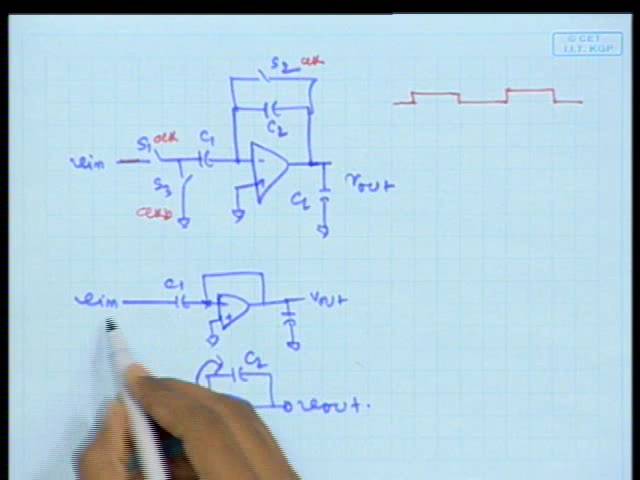 © CET
I.I.T. KGP
S2 clk
C2
S1 clk C1
vin
S3
clkb
CL
vout
C1
vin
vout
C2
vout.